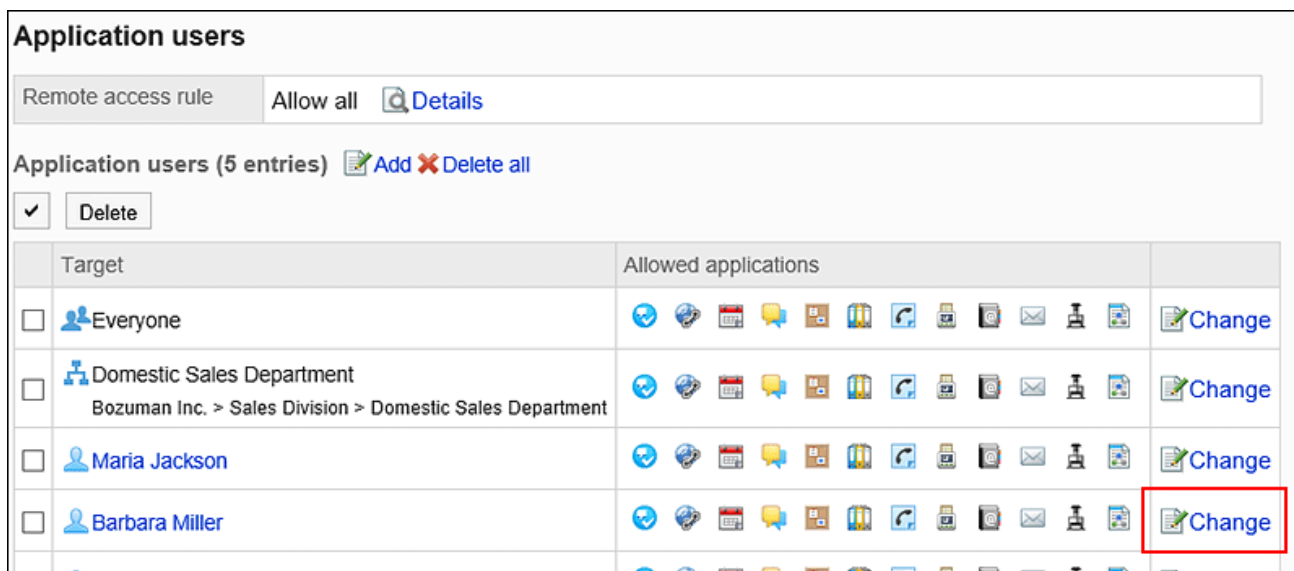 Application users
Remote access rule Allow all Details
Application users (5 entries) Add Delete all
Delete
Target Allowed applications
Everyone Change
Domestic Sales Department
Bozuman Inc. > Sales Division > Domestic Sales Department Change
Maria Jackson Change
Barbara Miller Change